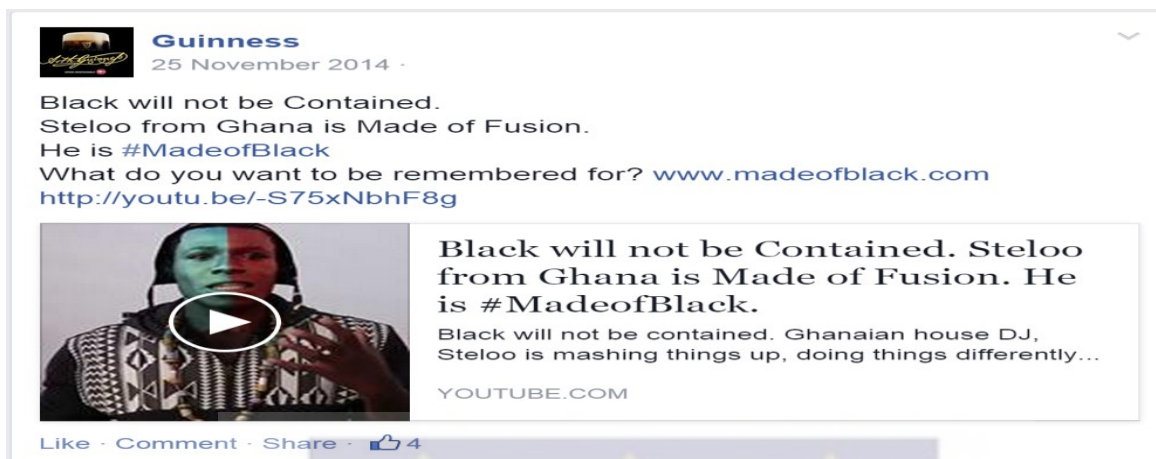 Guinness
25 November 2014 ·
Black will not be Contained.
Steloo from Ghana is Made of Fusion.
He is #MadeofBlack
What do you want to be remembered for? www.madeofblack.com
http://youtu.be/-S75xNbhF8g
Black will not be Contained. Steloo
from Ghana is Made of Fusion. He
is #MadeofBlack.
Black will not be contained. Ghanaian house DJ,
Steloo is mashing things up, doing things differently...
YOUTUBE.COM
Like · Comment · Share · 4